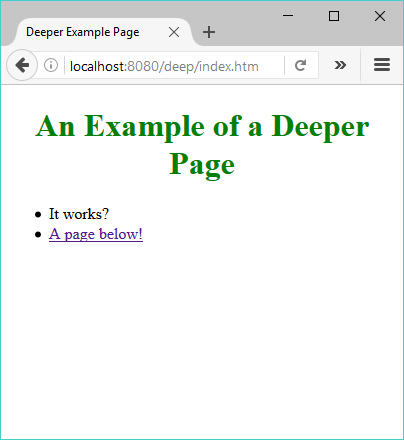 Deeper Example Page
localhost:8080/deep/index.htm
An Example of a Deeper
Page
It works?
A page below!